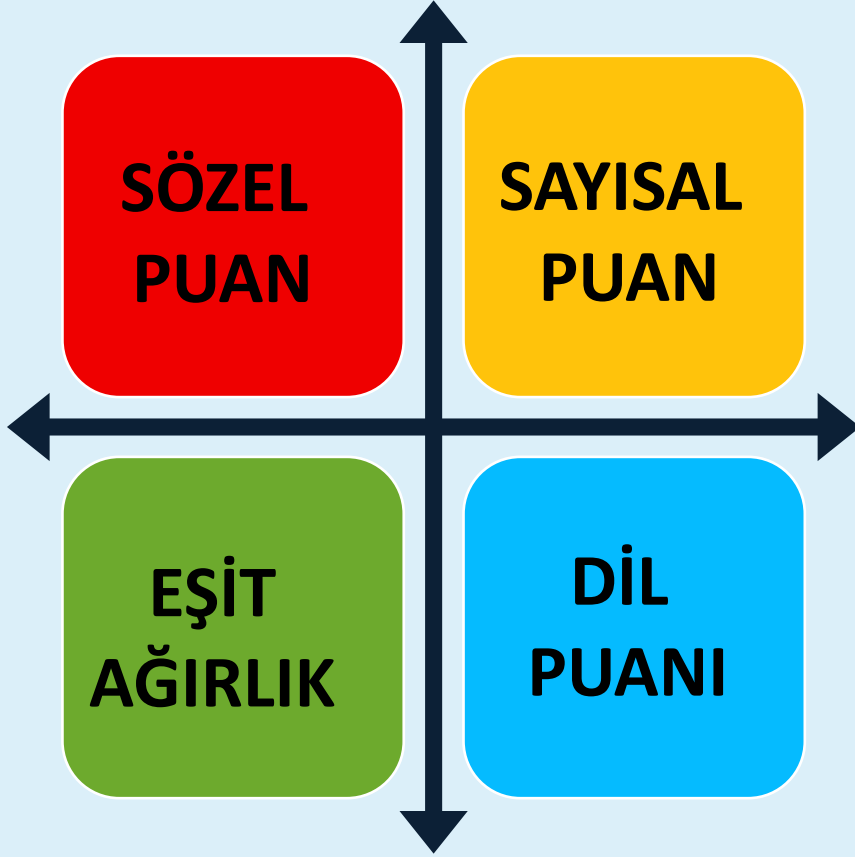 SÖZEL
PUAN
SAYISAL
PUAN
EŞİT
AĞIRLIK
DİL
PUANI